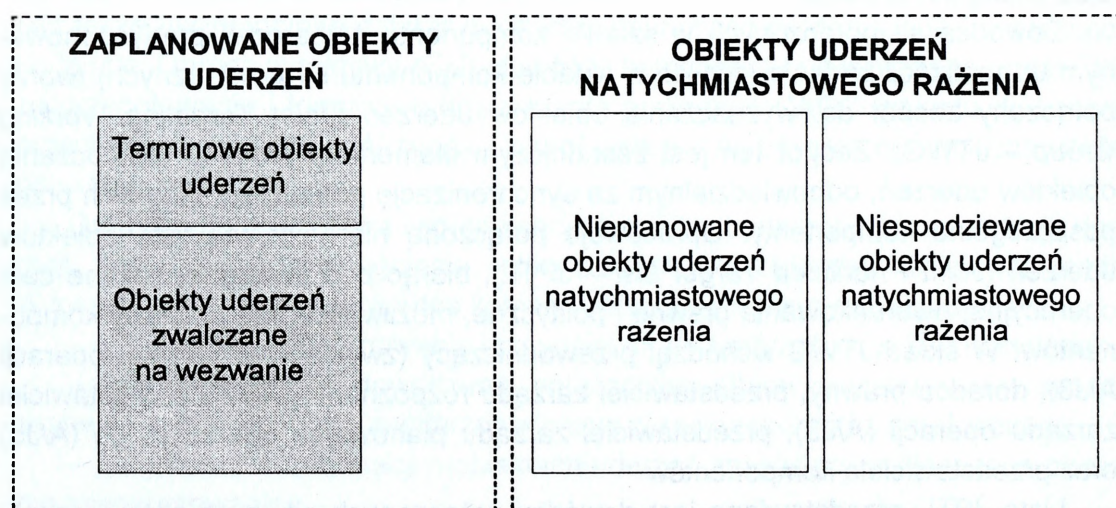 ZAPLANOWANE OBIEKTY
UDERZEŃ
Terminowe obiekty
uderzeń
Obiekty uderzeń
zwalczane
na wezwanie
OBIEKTY UDERZEŃ
NATYCHMIASTOWEGO RAŻENIA
Nieplanowane
obiekty uderzeń
natychmiastowego
rażenia
Niespodziewane
obiekty uderzeń
natychmiastowego
rażenia